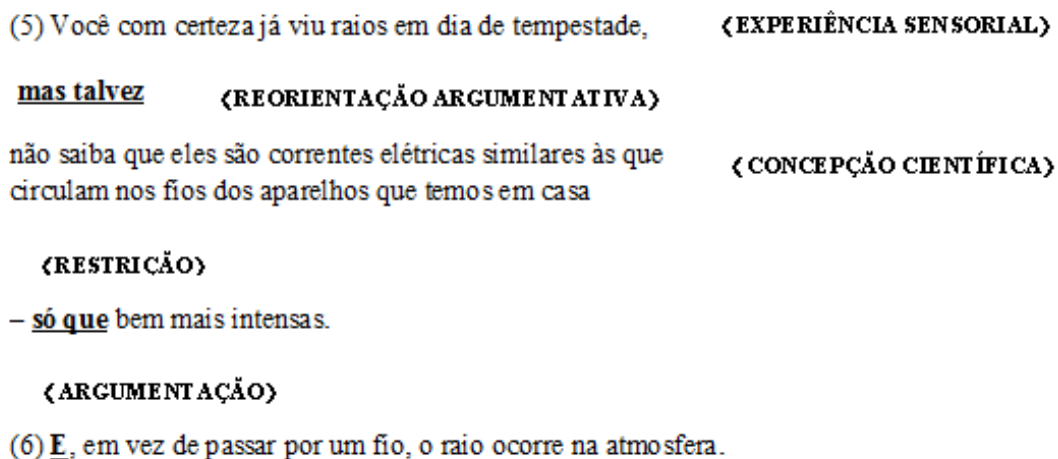 (5) Você com certeza já viu raios em dia de tempestade, (EXPERIÊNCIA SENSORIAL)
mas talvez (REORIENTAÇÃO ARGUMENTATIVA)
não saiba que eles são correntes elétricas similares às que
circulam nos fios dos aparelhos que temos em casa (CONCEPÇÃO CIENTÍFICA)
(RESTRIÇÃO)
– só que bem mais intensas.
(ARGUMENTAÇÃO)
(6) E, em vez de passar por um fio, o raio ocorre na atmosfera.